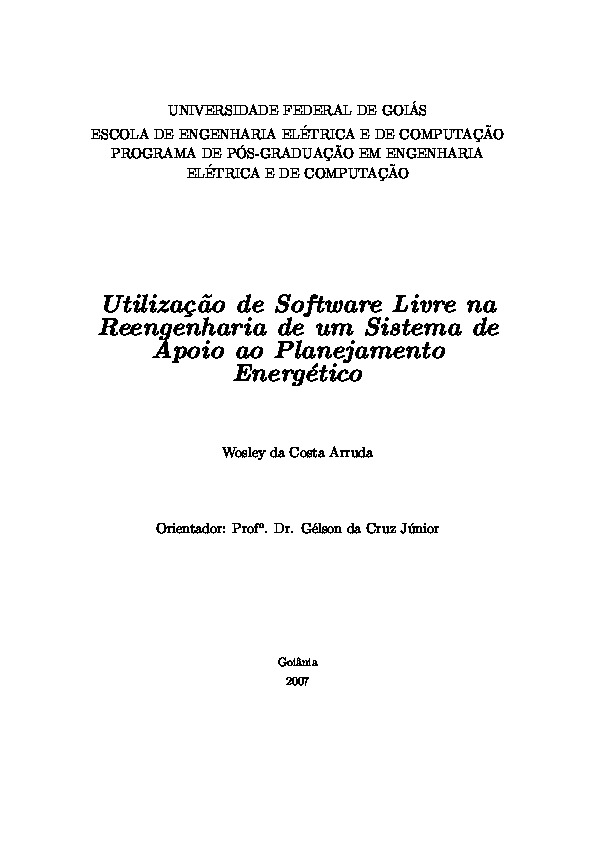 UNIVERSIDADE FEDERAL DE GOIÁS
ESCOLA DE ENGENHARIA ELÉTRICA E DE COMPUTAÇÃO
PROGRAMA DE PÓS-GRADUAÇÃO EM ENGENHARIA
ELÉTRICA E DE COMPUTAÇÃO
Utilização de Software Livre na
Reengenharia de um Sistema de
Apoio ao Planejamento
Energético
Wosley da Costa Arruda
Orientador: Profº. Dr. Gélson da Cruz Júnior
Goiânia
2007